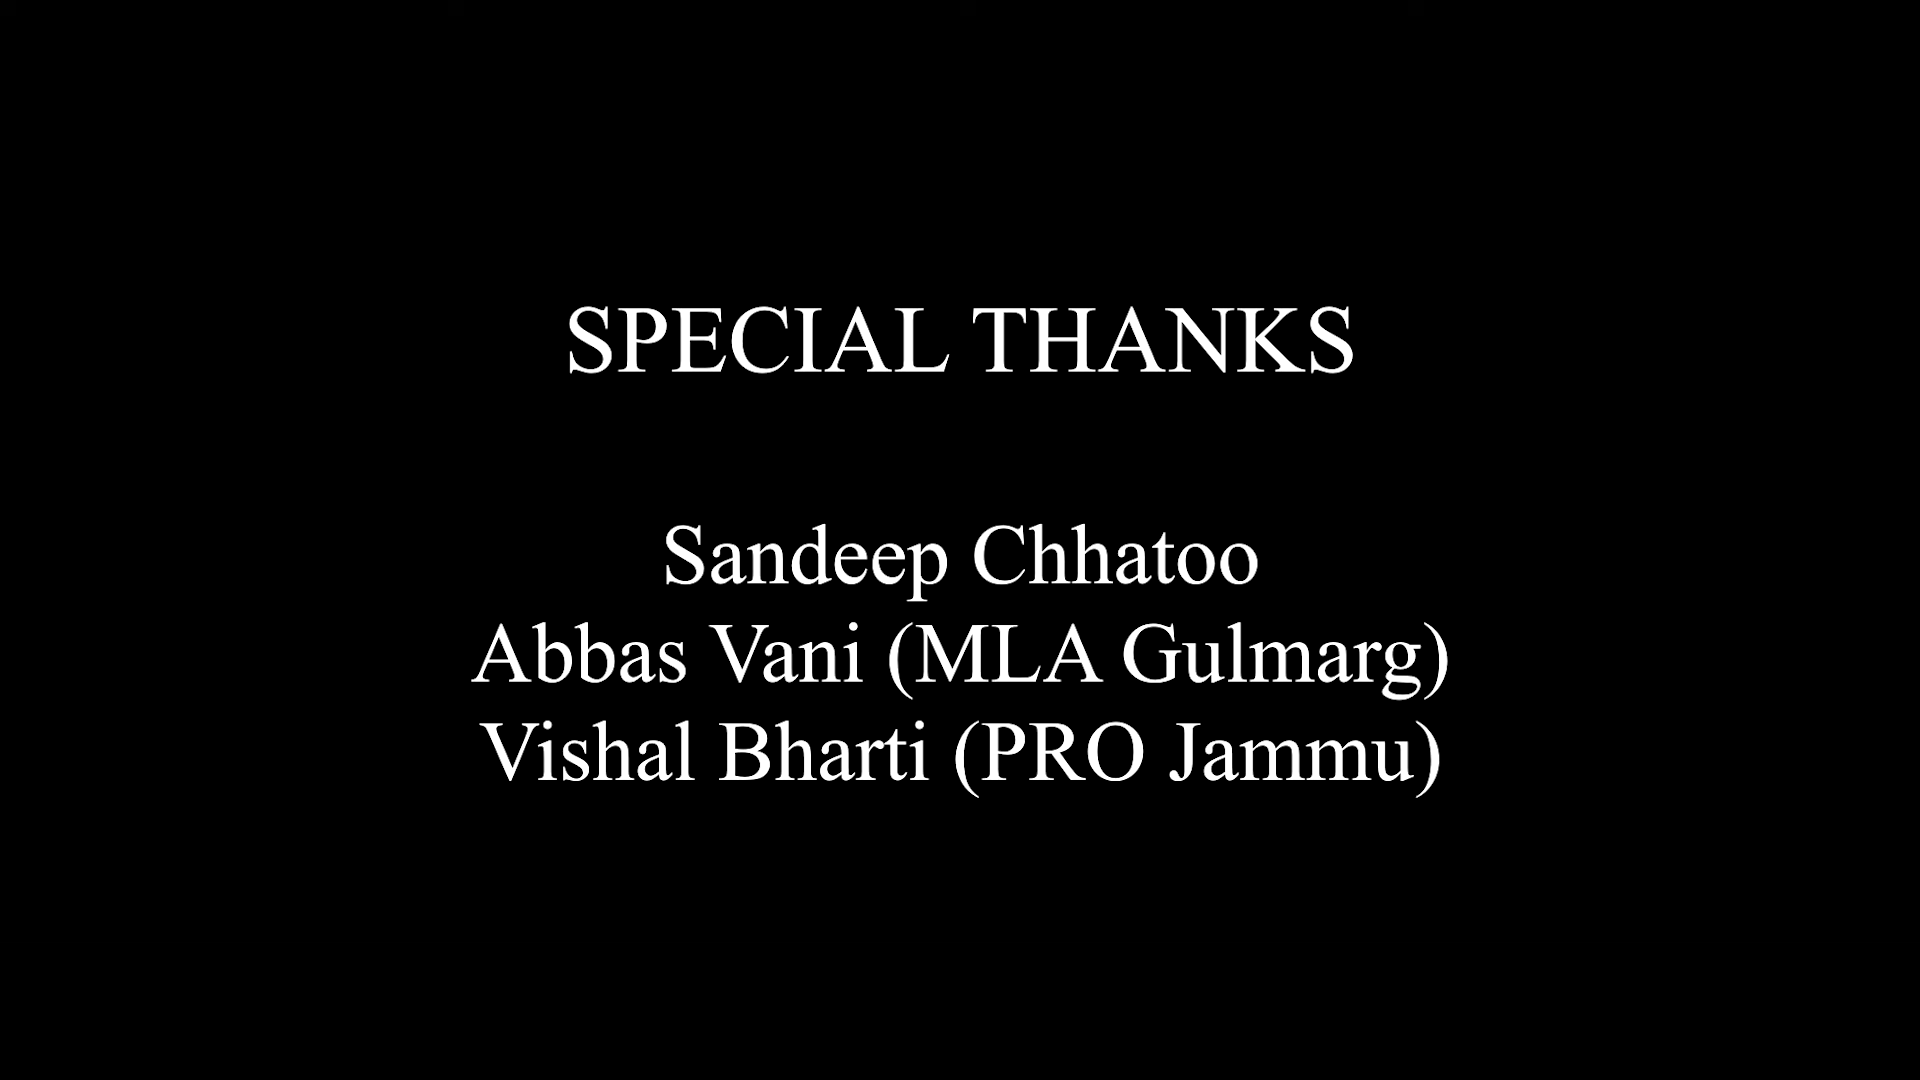 SPECIAL THANKS
Sandeep Chhatoo
Abbas Vani (MLA Gulmarg)
Vishal Bharti (PRO Jammu)